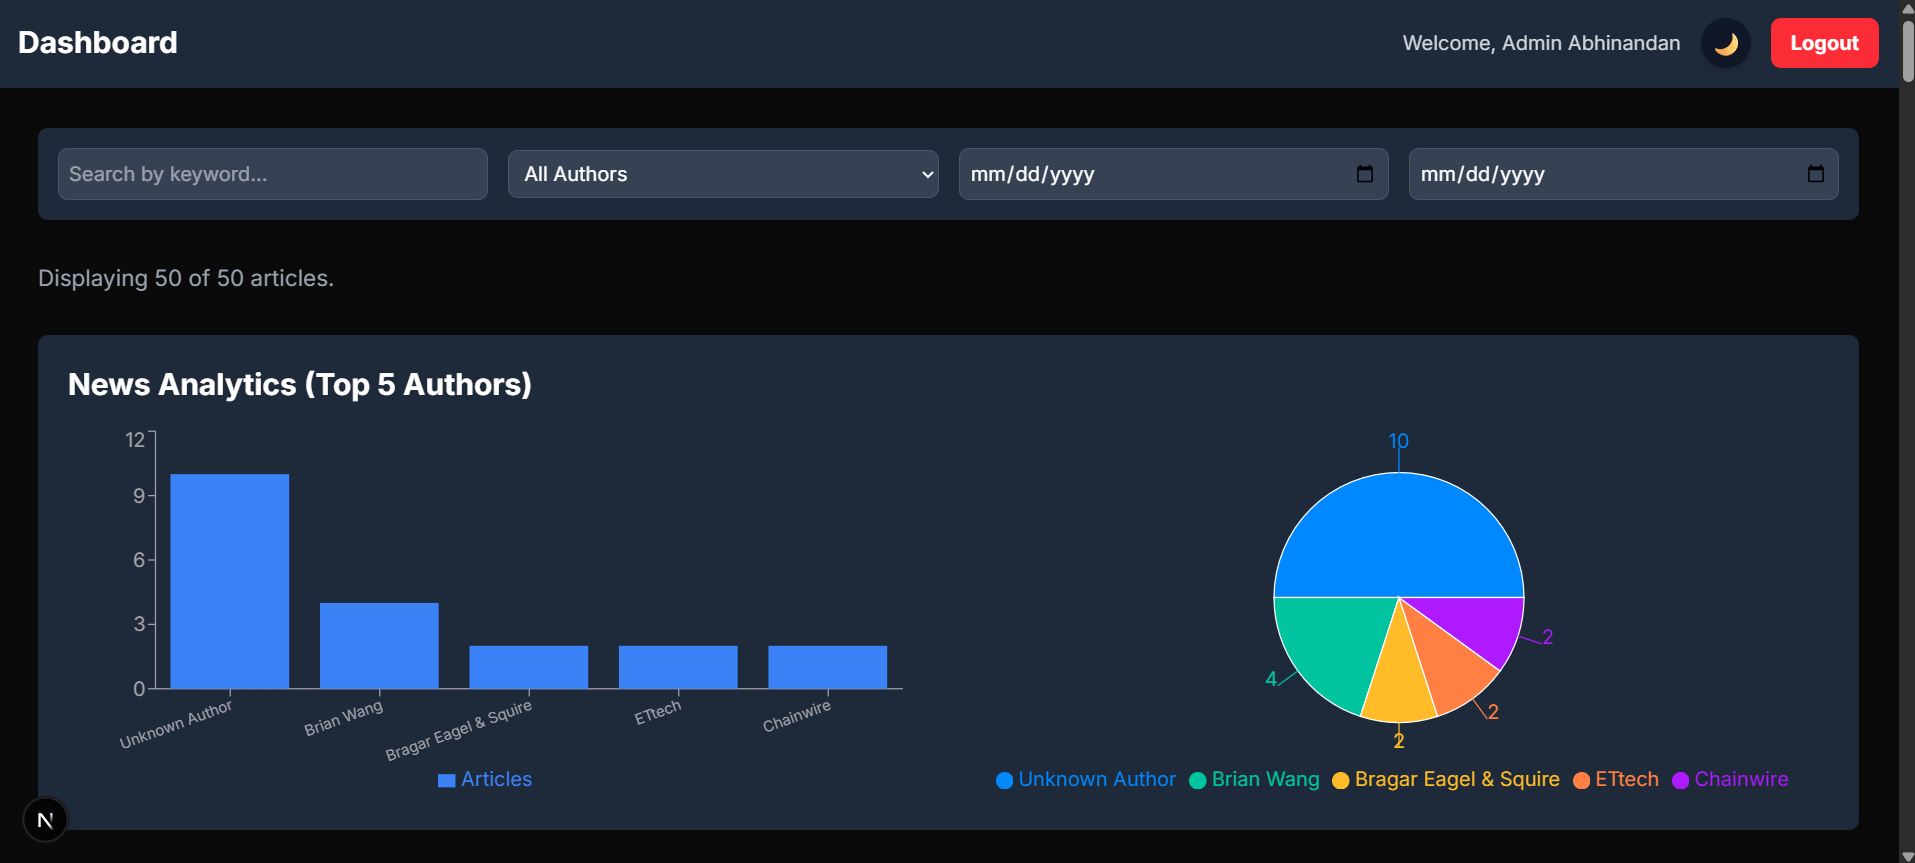 Dashboard
Welcome, Admin Abhinandan
Logout
Search by keyword...
All Authors
mm/dd/yyyy
mm/dd/yyyy
Displaying 50 of 50 articles.
News Analytics (Top 5 Authors)
12
9
6
3
0
Unknown Author
Brian Wang
Bragar Eagel & Squire
ETtech
Chainwire
Articles
10
4
2
2
2
Unknown Author
Brian Wang
Bragar Eagel & Squire
ETtech
Chainwire
N